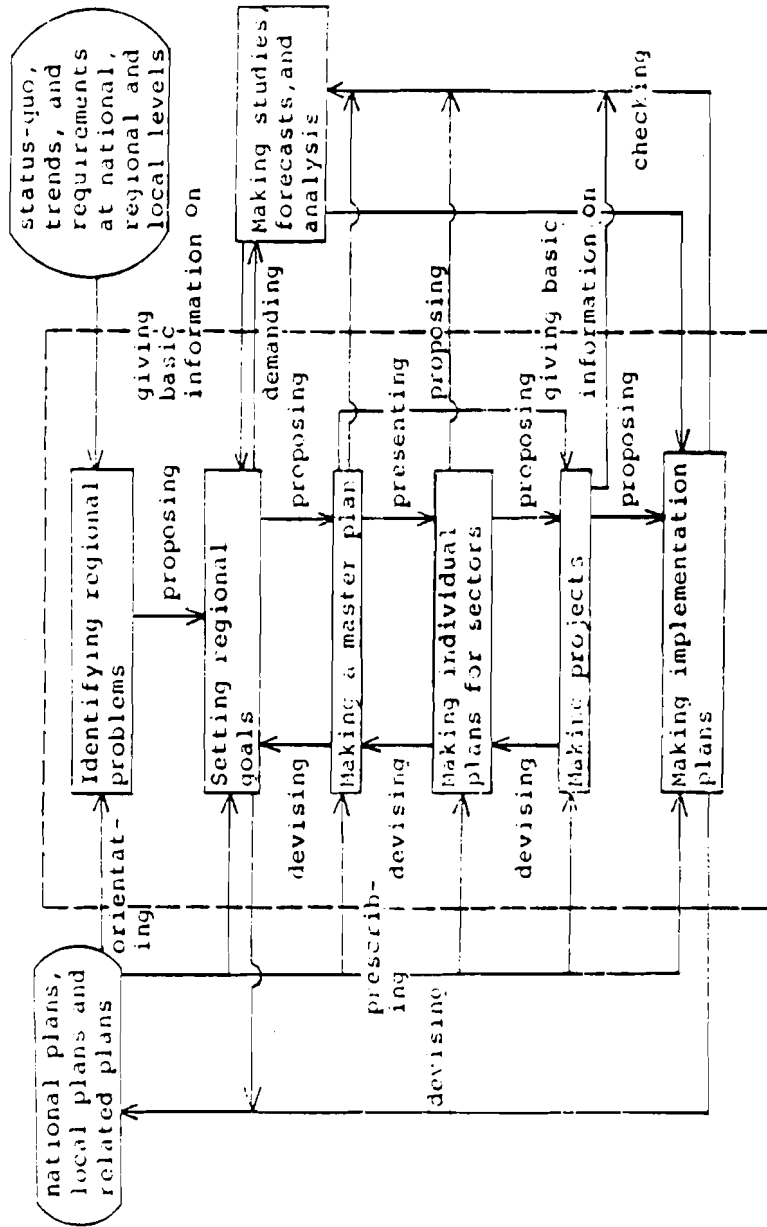 national plans,
local plans and
related plans
status-quo,
trends, and
requirements
at national,
regional and
local levels
orientat-
ing
Identifying regional
problems
giving
basic
information on
proposing
Setting regional
goals
demanding
Making studies
forecasts, and
analysis
devising
proposing
Making a master plan
prescrib-
ing
devising
presenting
proposing
Making individual
plans for sectors
devising
devising
proposing
giving basic
information on
Making projects
proposing
checking
Making implementation
plans